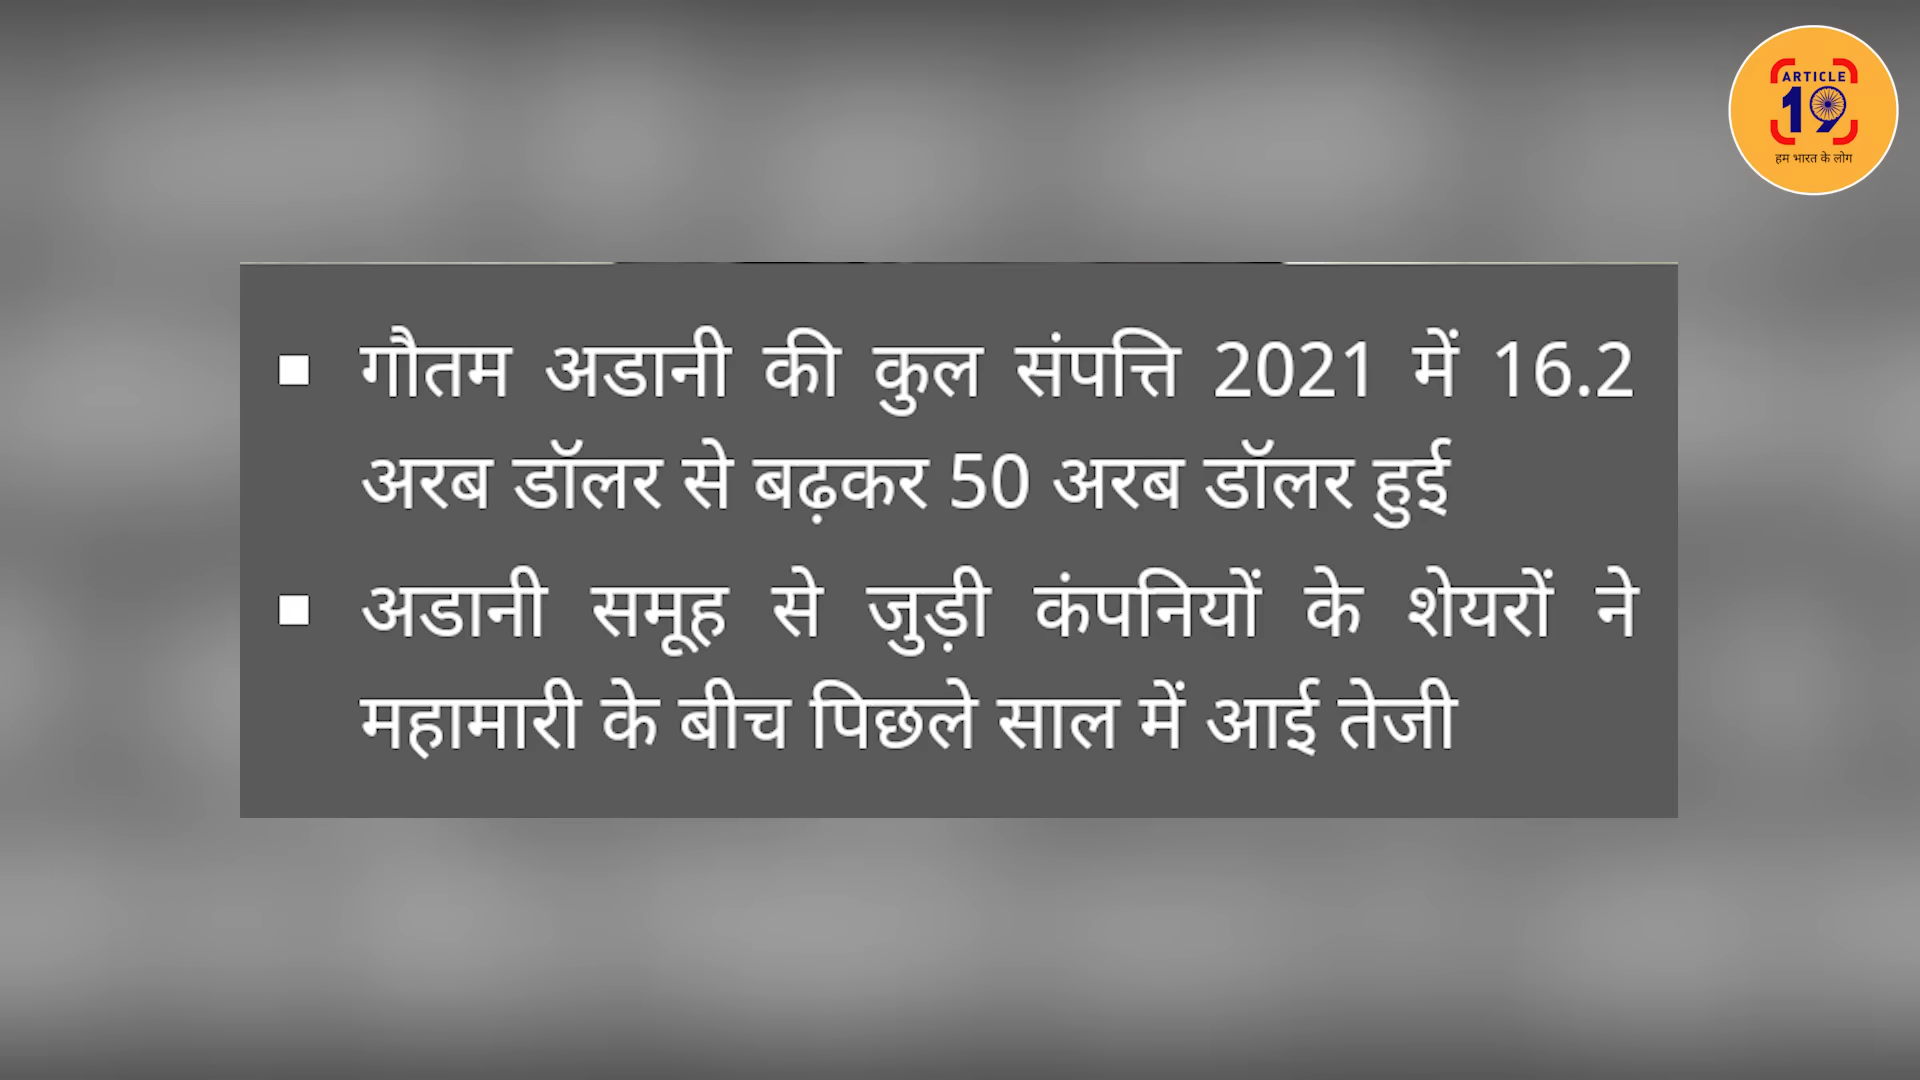 ARTICLE
19
हम भारत के लोग
▪ गौतम अडानी की कुल संपत्ति 2021 में 16.2
अरब डॉलर से बढ़कर 50 अरब डॉलर हुई
▪ अडानी समूह से जुड़ी कंपनियों के शेयरों ने
महामारी के बीच पिछले साल में आई तेजी